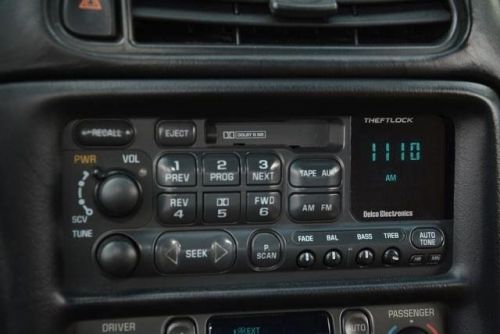 RECALL EJECT DOLBY B NR THEFTLOCK
PWR VOL
1 PREV 2 PROG 3 NEXT TAPE AUX 1110
AM
REV 4 5 FWD 6 AM FM
SCV
Delco Electronics
TUNE SEEK P. SCAN FADE BAL BASS TREB AUTO TONE
DRIVER EXT AUTO PASSENGER